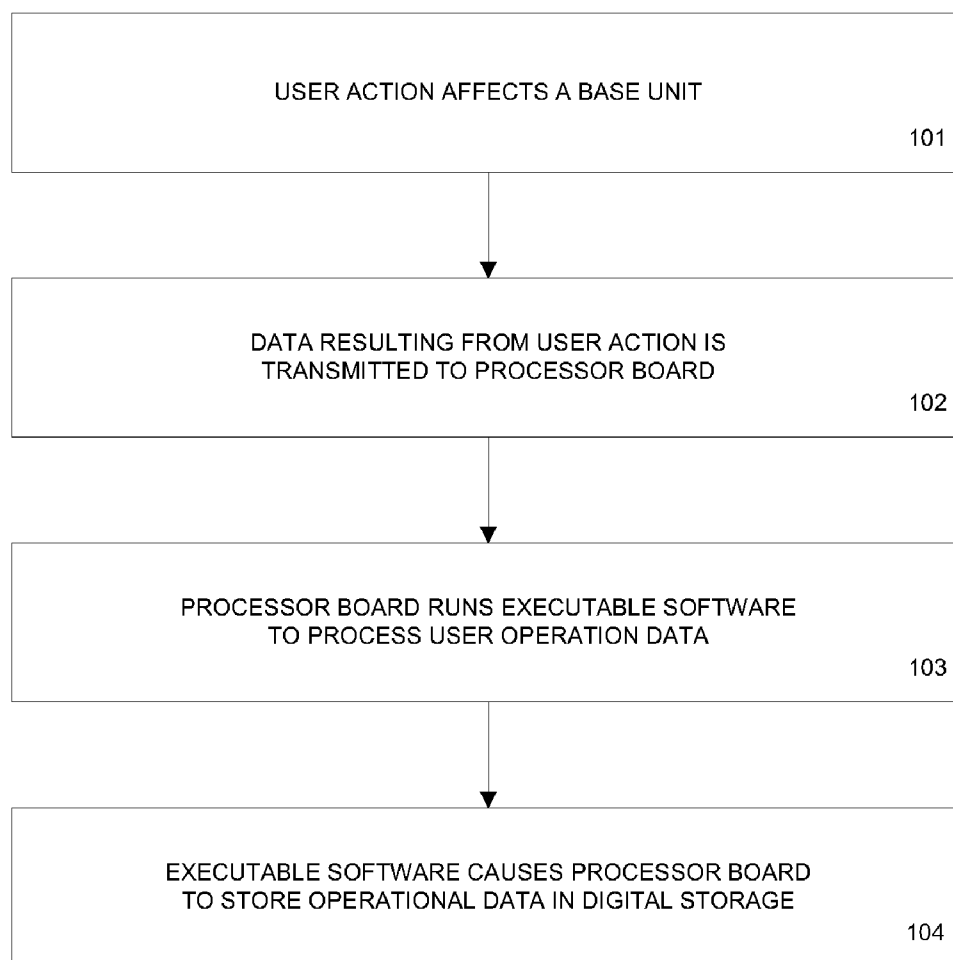 USER ACTION AFFECTS A BASE UNIT
101
DATA RESULTING FROM USER ACTION IS
TRANSMITTED TO PROCESSOR BOARD
102
PROCESSOR BOARD RUNS EXECUTABLE SOFTWARE
TO PROCESS USER OPERATION DATA
103
EXECUTABLE SOFTWARE CAUSES PROCESSOR BOARD
TO STORE OPERATIONAL DATA IN DIGITAL STORAGE
104